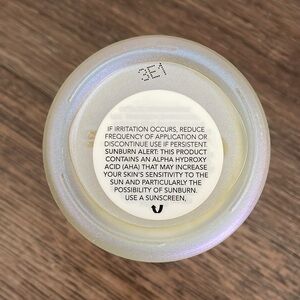 3E1
IF IRRITATION OCCURS, REDUCE
FREQUENCY OF APPLICATION OR
DISCONTINUE USE IF PERSISTENT.
SUNBURN ALERT: THIS PRODUCT
CONTAINS AN ALPHA HYDROXY
ACID (AHA) THAT MAY INCREASE
YOUR SKIN'S SENSITIVITY TO THE
SUN AND PARTICULARLY THE
POSSIBILITY OF SUNBURN.
USE A SUNSCREEN,